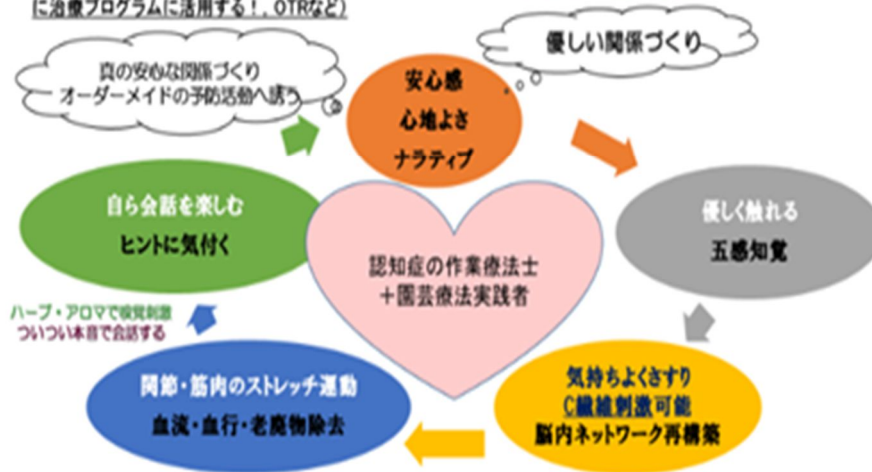 に治療プログラムに活用する！, OTRなど)
真の安心な関係づくり
オーダーメイドの予防活動へ誘う
優しい関係づくり
安心感
心地よさ
ナラティブ
自ら会話を楽しむ
ヒントに気付く
優しく触れる
五感知覚
認知症の作業療法士
＋園芸療法実践者
ハーブ・アロマで嗅覚刺激
ついつい本音で会話する
関節・筋肉のストレッチ運動
血流・血行・老廃物除去
気持ちよくさすり
C繊維刺激可能
脳内ネットワーク再構築